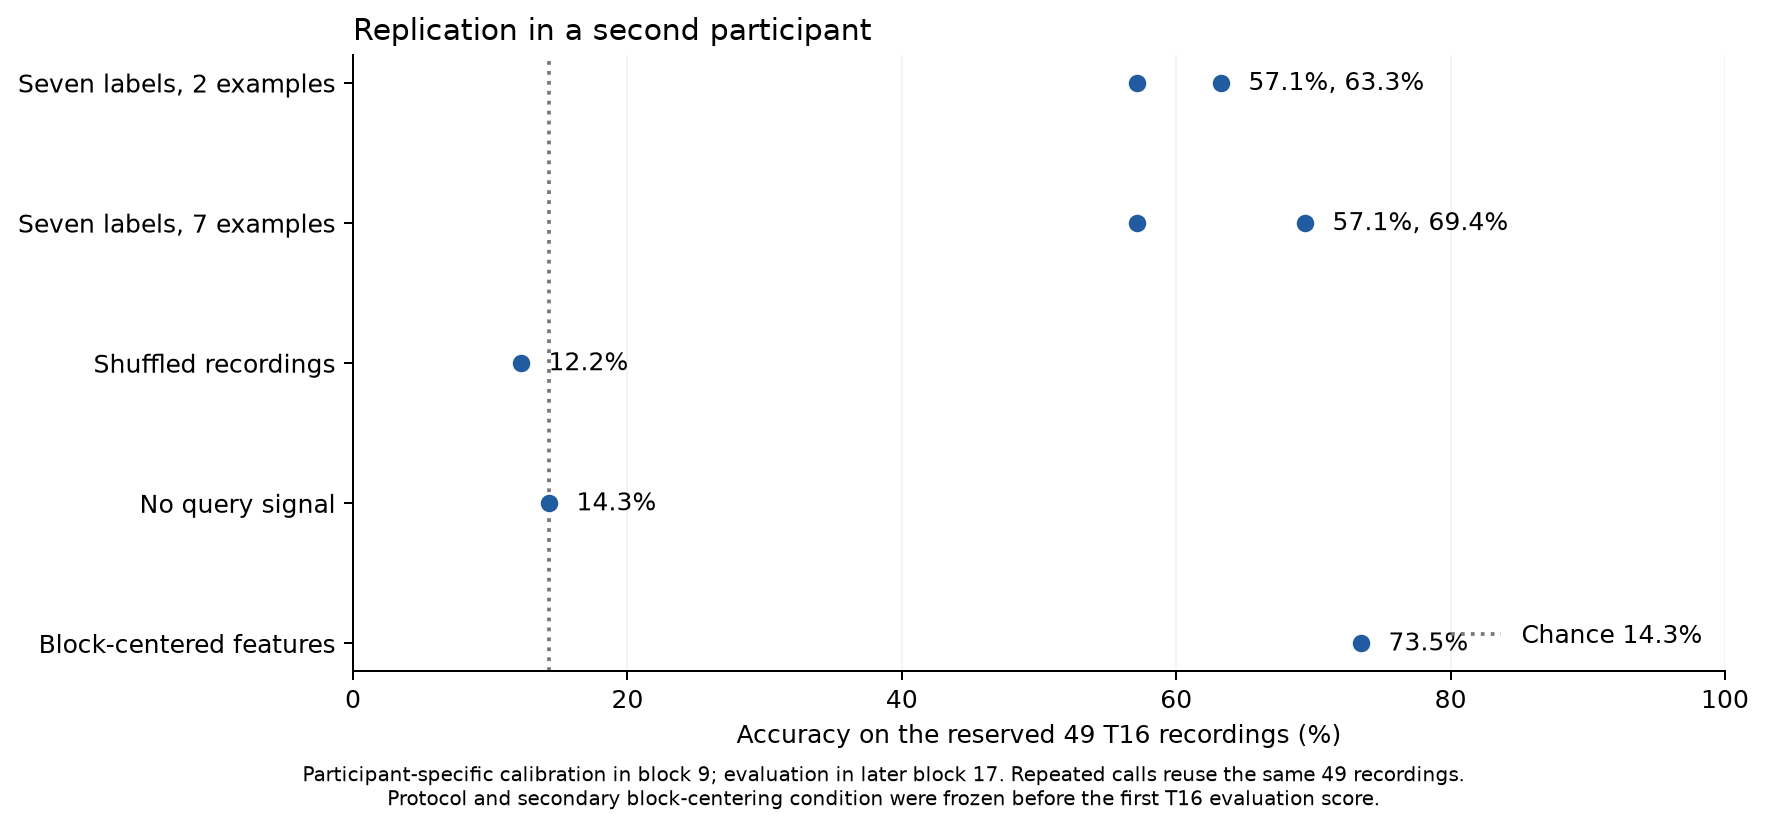 Replication in a second participant
Seven labels, 2 examples
57.1%, 63.3%
Seven labels, 7 examples
57.1%, 69.4%
Shuffled recordings
12.2%
No query signal
14.3%
Block-centered features
73.5%
Chance 14.3%
0 20 40 60 80 100
Accuracy on the reserved 49 T16 recordings (%)
Participant-specific calibration in block 9; evaluation in later block 17. Repeated calls reuse the same 49 recordings.
Protocol and secondary block-centering condition were frozen before the first T16 evaluation score.